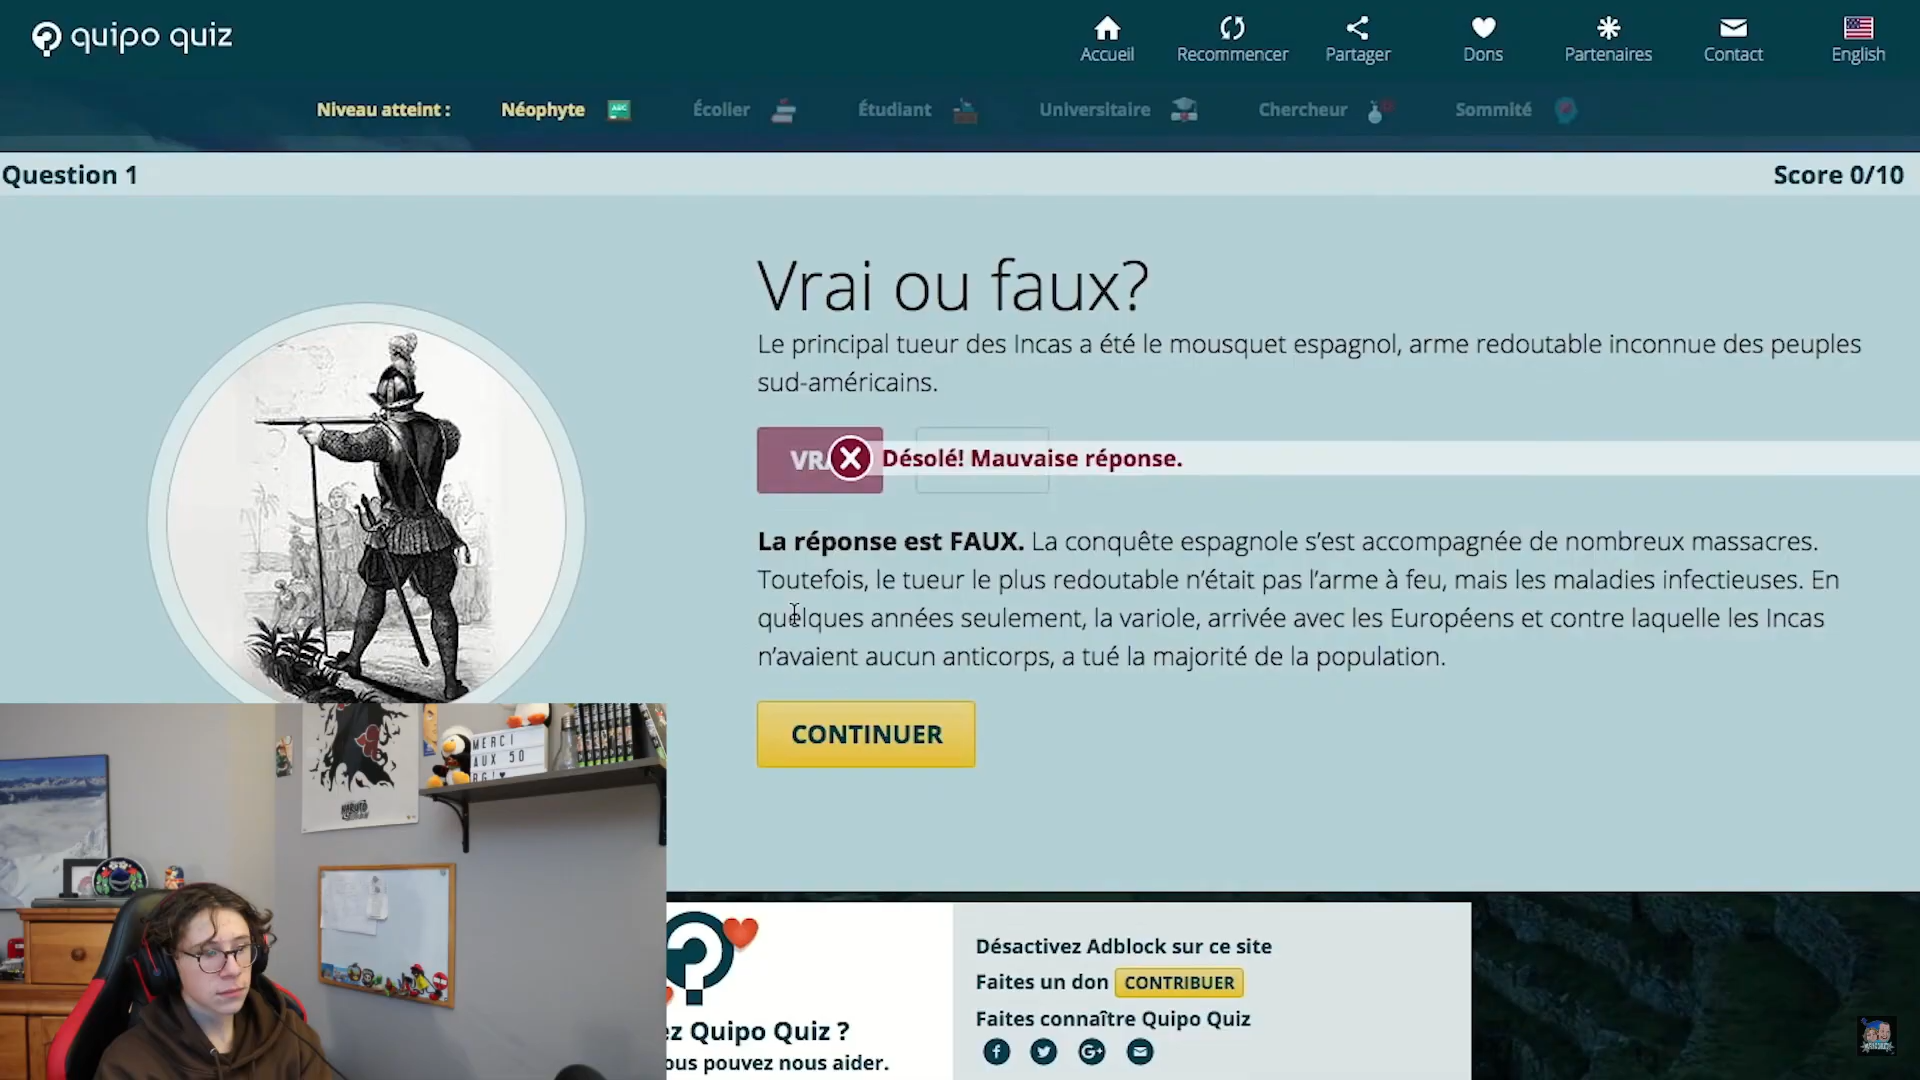 quipo quiz
Accueil
Recommencer
Partager
Dons
Partenaires
Contact
English
Niveau atteint :
Néophyte
Écolier
Étudiant
Universitaire
Chercheur
Sommité
Question 1
Score 0/10
Vrai ou faux?
Le principal tueur des Incas a été le mousquet espagnol, arme redoutable inconnue des peuples
sud-américains.
Désolé! Mauvaise réponse.
La réponse est FAUX. La conquête espagnole s’est accompagnée de nombreux massacres.
Toutefois, le tueur le plus redoutable n’était pas l’arme à feu, mais les maladies infectieuses. En
quelques années seulement, la variole, arrivée avec les Européens et contre laquelle les Incas
n’avaient aucun anticorps, a tué la majorité de la population.
CONTINUER
MERCI
AUX 50
NARUTO
Quipo Quiz ?
pouvez nous aider.
Désactivez Adblock sur ce site
Faites un don CONTRIBUER
Faites connaître Quipo Quiz